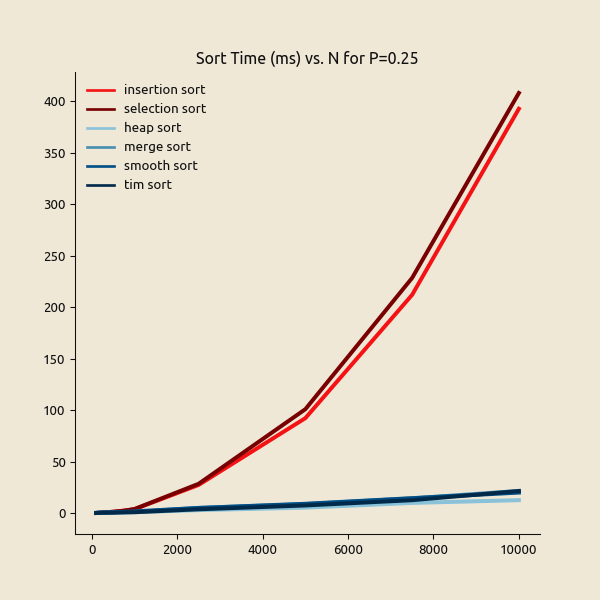 Sort Time (ms) vs. N for P=0.25
insertion sort
selection sort
heap sort
merge sort
smooth sort
tim sort
400
350
300
250
200
150
100
50
0
0 2000 4000 6000 8000 10000